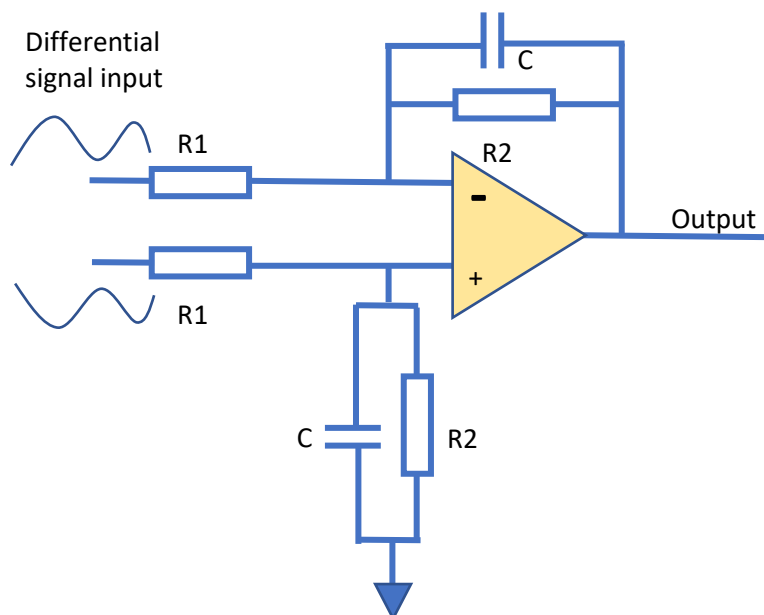 Differential
signal input
C
R1
R2
-
Output
+
R1
C
R2